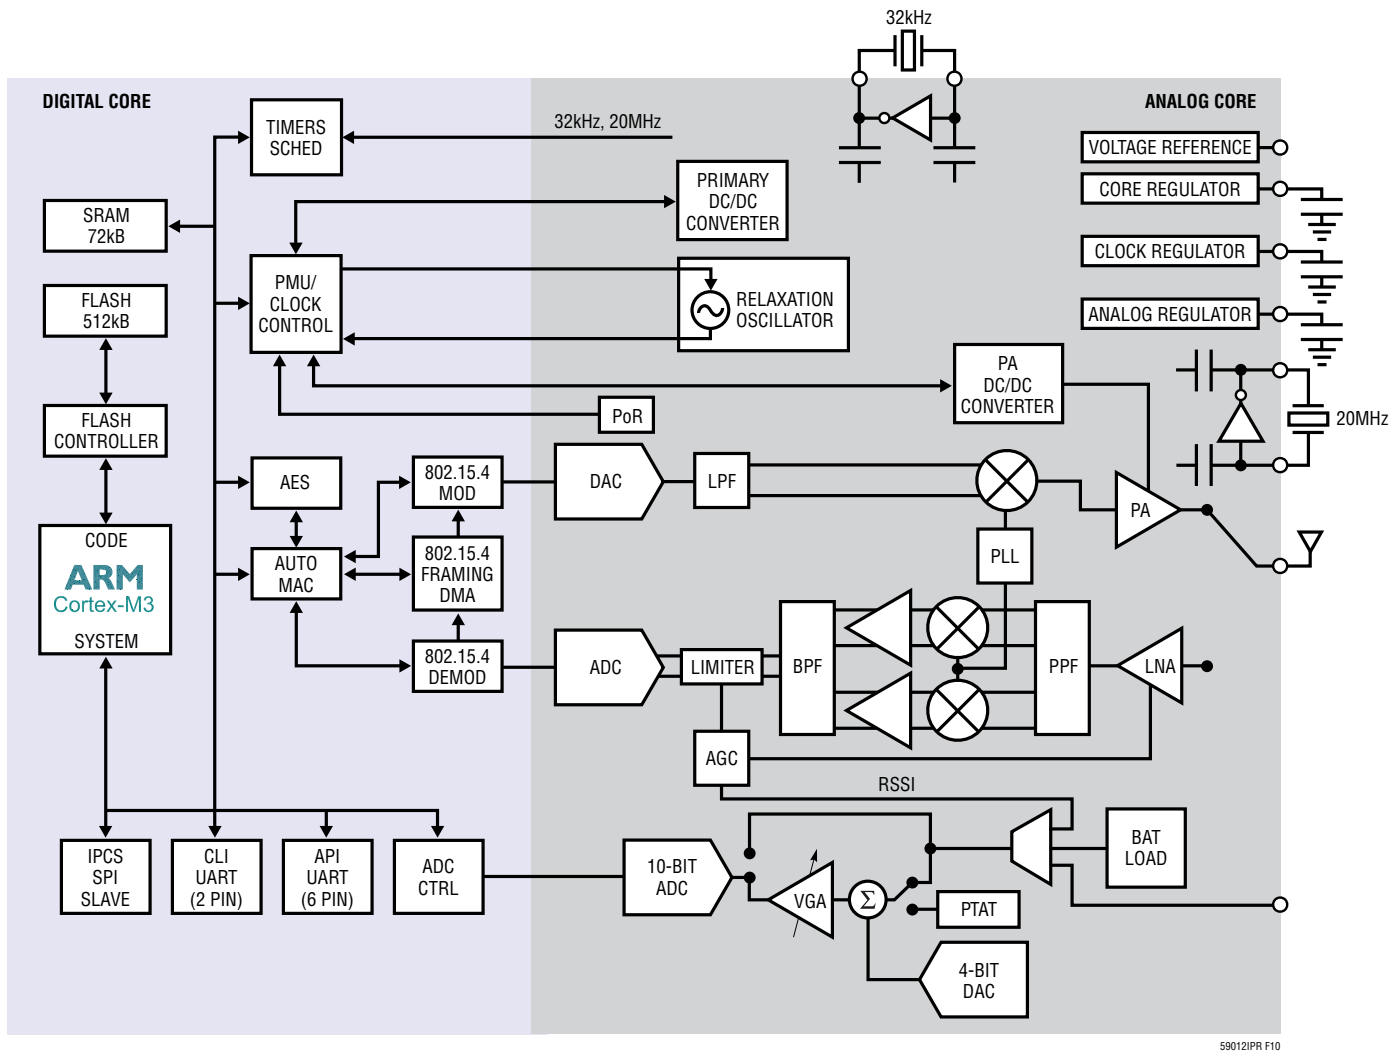 32kHz
DIGITAL CORE
ANALOG CORE
TIMERS
SCHED
32kHz, 20MHz
VOLTAGE REFERENCE
PRIMARY
DC/DC
CONVERTER
CORE REGULATOR
SRAM
72kB
CLOCK REGULATOR
PMU/
CLOCK
CONTROL
RELAXATION
OSCILLATOR
FLASH
512kB
ANALOG REGULATOR
PA
DC/DC
CONVERTER
PoR
FLASH
CONTROLLER
20MHz
AES
802.15.4
MOD
DAC
LPF
PA
CODE
ARM
Cortex-M3
SYSTEM
AUTO
MAC
802.15.4
FRAMING
DMA
PLL
802.15.4
DEMOD
ADC
LIMITER
BPF
PPF
LNA
AGC
RSSI
IPCS
SPI
SLAVE
CLI
UART
(2 PIN)
API
UART
(6 PIN)
ADC
CTRL
10-BIT
ADC
VGA
Σ
BAT
LOAD
PTAT
4-BIT
DAC
59012IPR F10